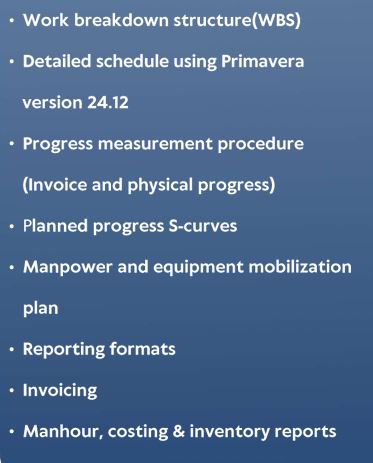 • Work breakdown structure(WBS)
• Detailed schedule using Primavera
version 24.12
• Progress measurement procedure
(Invoice and physical progress)
• Planned progress S-curves
• Manpower and equipment mobilization
plan
• Reporting formats
• Invoicing
• Manhour, costing & inventory reports